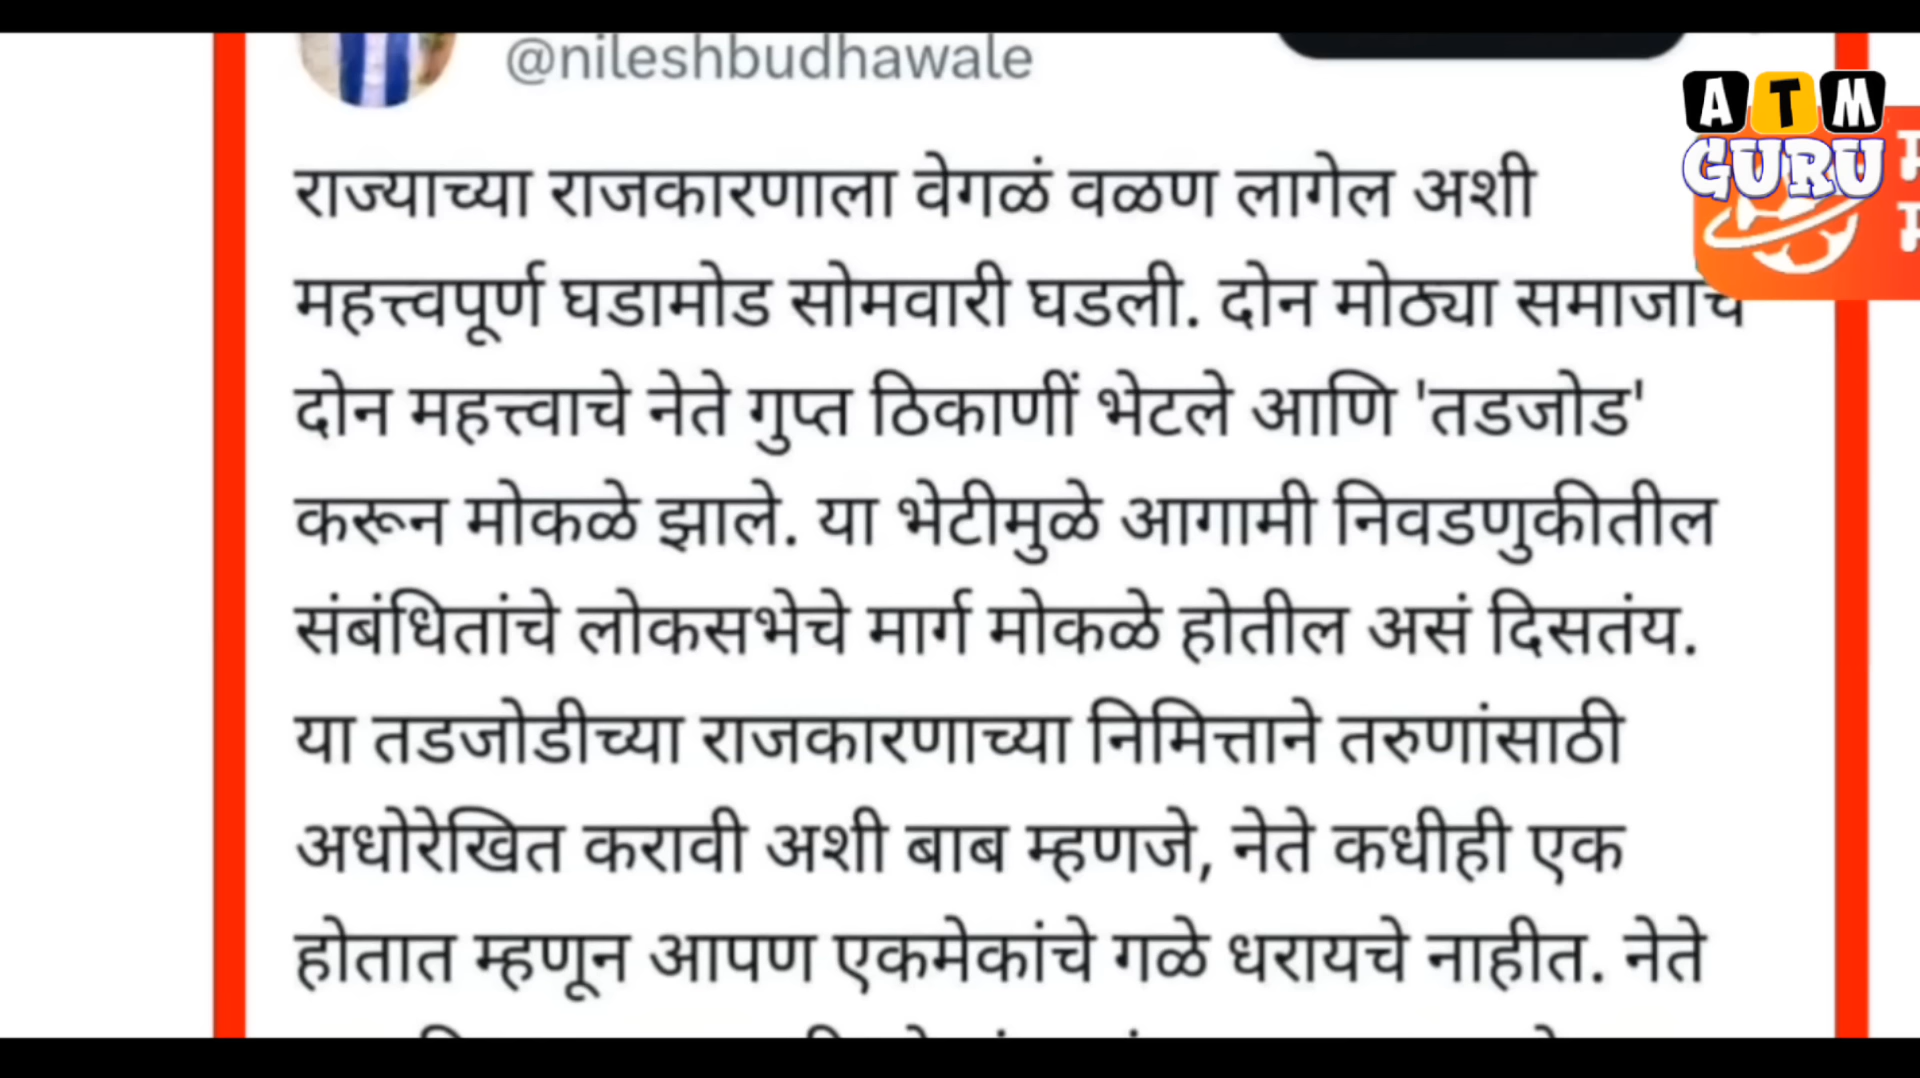 @nileshbudhawale
ATM
GURU
राज्याच्या राजकारणाला वेगळं वळण लागेल अशी
महत्त्वपूर्ण घडामोड सोमवारी घडली. दोन मोठ्या समाजाचे
दोन महत्त्वाचे नेते गुप्त ठिकाणीं भेटले आणि 'तडजोड'
करून मोकळे झाले. या भेटीमुळे आगामी निवडणुकीतील
संबंधितांचे लोकसभेचे मार्ग मोकळे होतील असं दिसतंय.
या तडजोडीच्या राजकारणाच्या निमित्ताने तरुणांसाठी
अधोरेखित करावी अशी बाब म्हणजे, नेते कधीही एक
होतात म्हणून आपण एकमेकांचे गळे धरायचे नाहीत. नेते